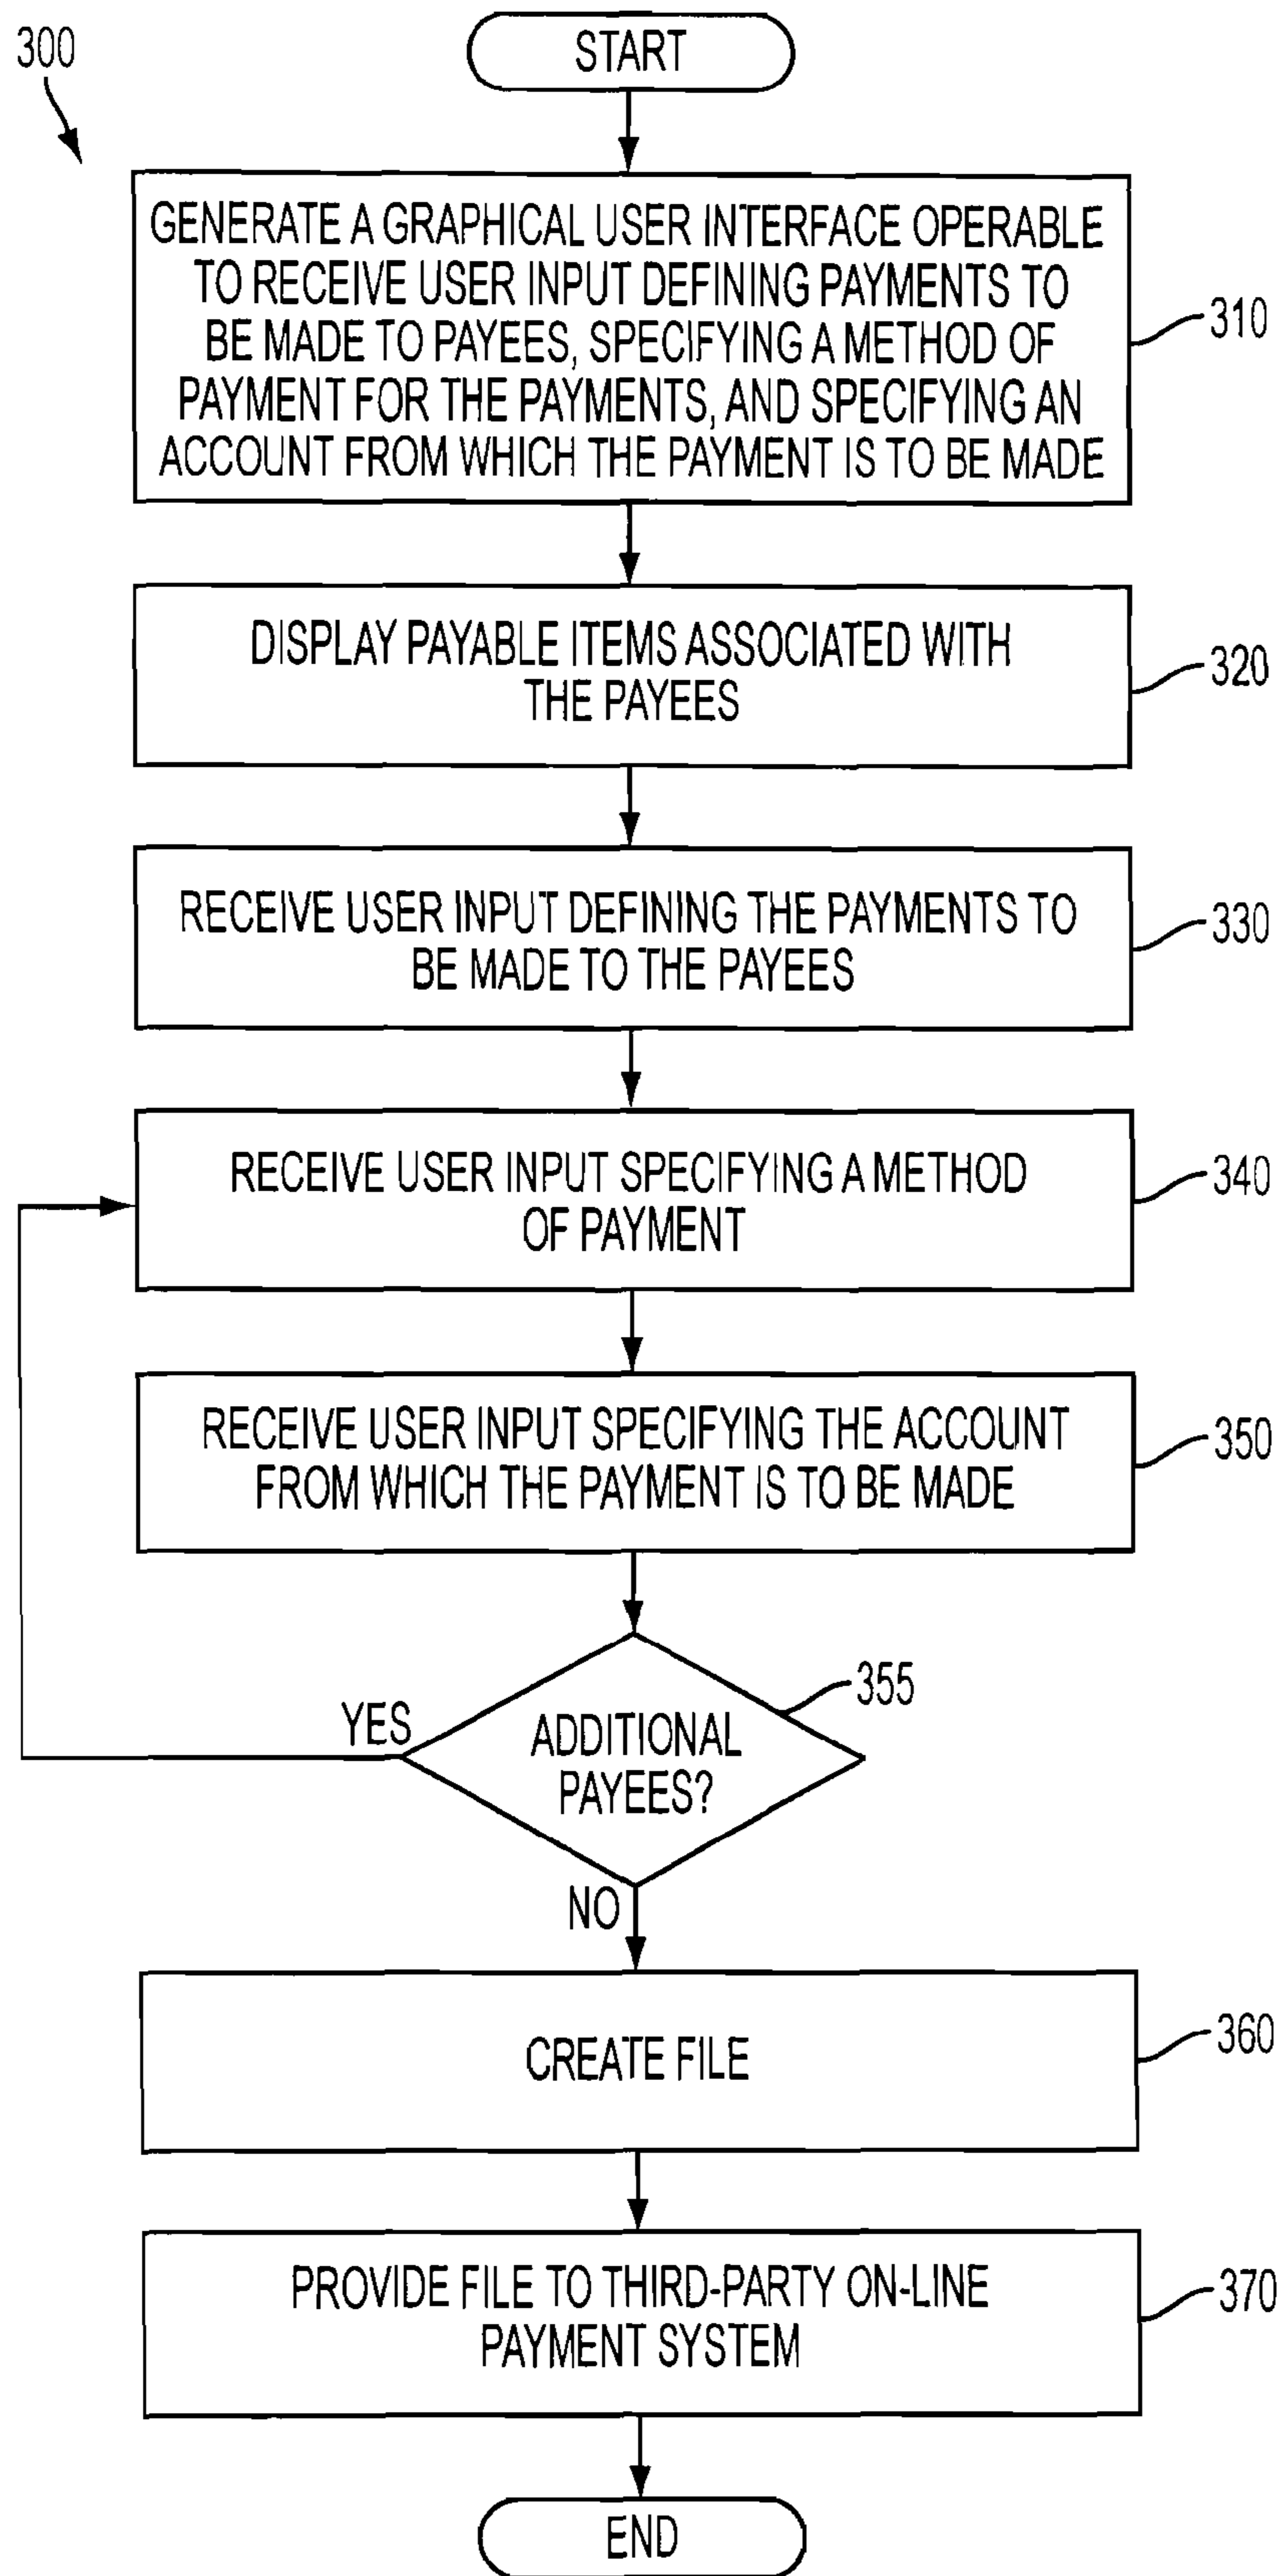 300
START
GENERATE A GRAPHICAL USER INTERFACE OPERABLE
TO RECEIVE USER INPUT DEFINING PAYMENTS TO
BE MADE TO PAYEES, SPECIFYING A METHOD OF
PAYMENT FOR THE PAYMENTS, AND SPECIFYING AN
ACCOUNT FROM WHICH THE PAYMENT IS TO BE MADE
310
DISPLAY PAYABLE ITEMS ASSOCIATED WITH
THE PAYEES
320
RECEIVE USER INPUT DEFINING THE PAYMENTS TO
BE MADE TO THE PAYEES
330
RECEIVE USER INPUT SPECIFYING A METHOD
OF PAYMENT
340
RECEIVE USER INPUT SPECIFYING THE ACCOUNT
FROM WHICH THE PAYMENT IS TO BE MADE
350
355
YES
ADDITIONAL
PAYEES?
NO
CREATE FILE
360
PROVIDE FILE TO THIRD-PARTY ON-LINE
PAYMENT SYSTEM
370
END